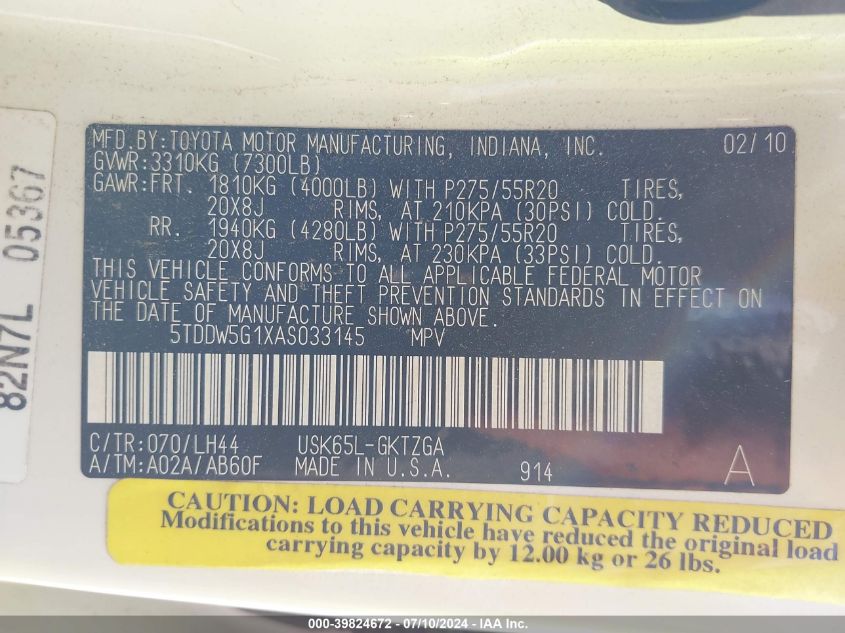 MFD.BY:TOYOTA MOTOR MANUFACTURING, INDIANA, INC. 02/10
GVWR:3310KG (7300LB)
GAWR:FRT. 1810KG (4000LB) WITH P275/55R20 TIRES,
20X8J RIMS, AT 210KPA (30PSI) COLD.
RR. 1940KG (4280LB) WITH P275/55R20 TIRES,
20X8J RIMS, AT 230KPA (33PSI) COLD.
THIS VEHICLE CONFORMS TO ALL APPLICABLE FEDERAL MOTOR
VEHICLE SAFETY AND THEFT PREVENTION STANDARDS IN EFFECT ON
THE DATE OF MANUFACTURE SHOWN ABOVE.
5TDDW5G1XAS033145 MPV
C/TR:070/LH44 USK65L-GKTZGA
A/TM:A02A/AB60F MADE IN U.S.A. 914 A
82N7L 05367
CAUTION: LOAD CARRYING CAPACITY REDUCED
Modifications to this vehicle have reduced the original load
carrying capacity by 12.00 kg or 26 lbs.
000-39824672 - 07/10/2024 - IAA Inc.